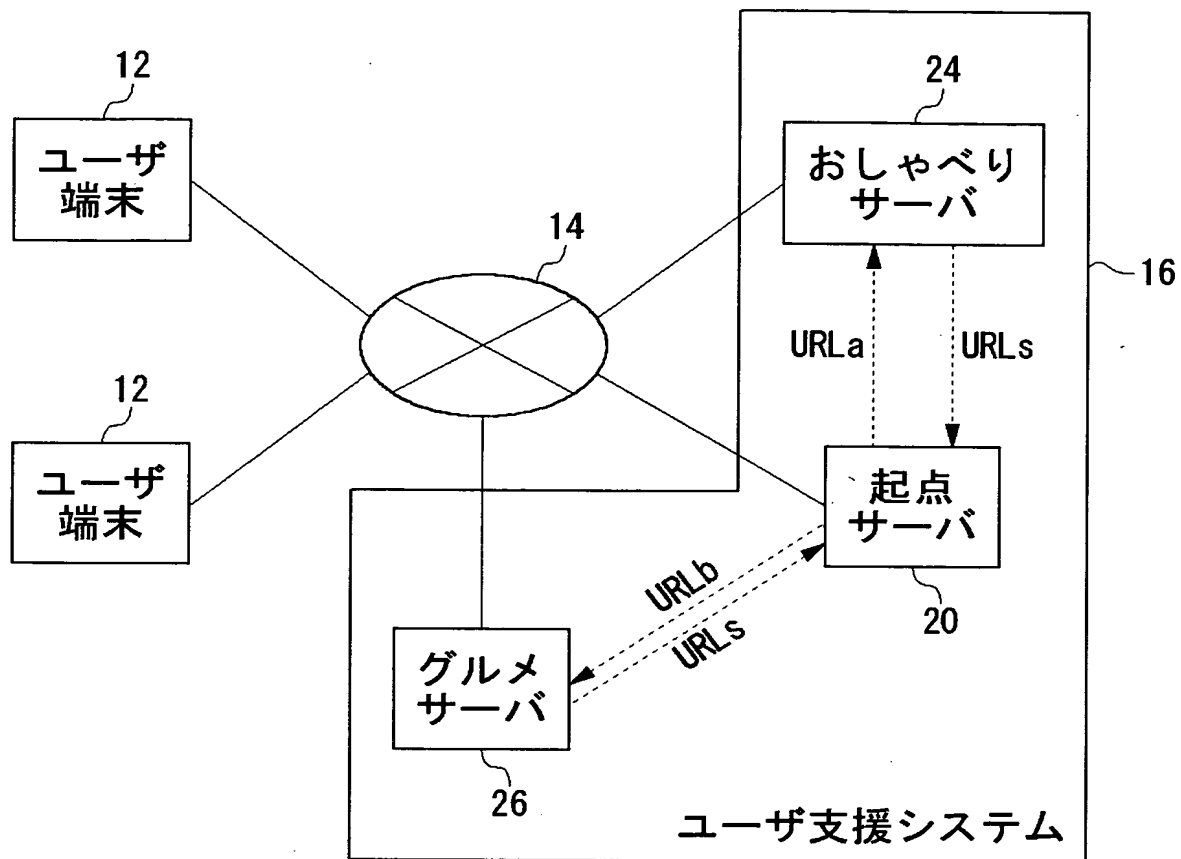 12
ユーザ
端末
24
おしゃべり
サーバ
14
16
URLa
URLs
12
ユーザ
端末
起点
サーバ
20
URLb
URLs
グルメ
サーバ
26
ユーザ支援システム